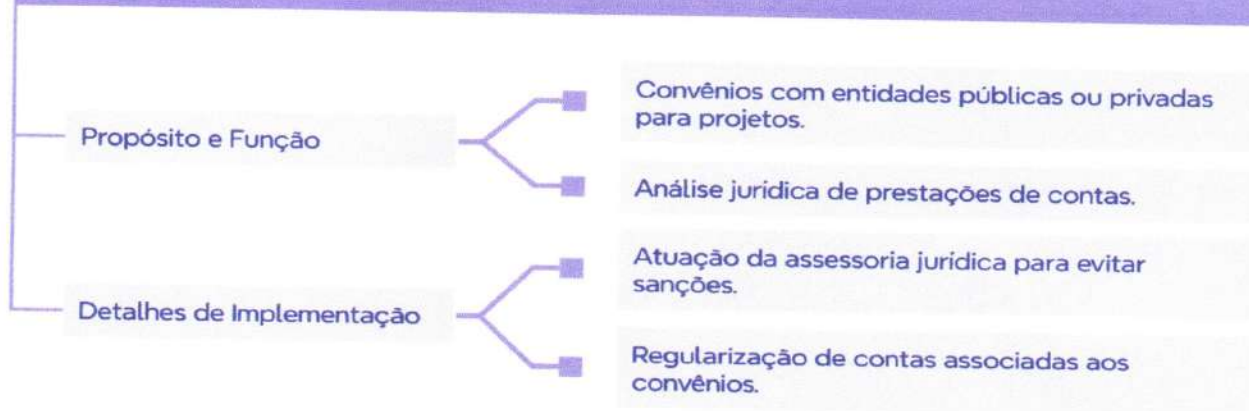 Propósito e Função
Convênios com entidades públicas ou privadas
para projetos.
Análise jurídica de prestações de contas.
Detalhes de Implementação
Atuação da assessoria jurídica para evitar
sanções.
Regularização de contas associadas aos
convênios.